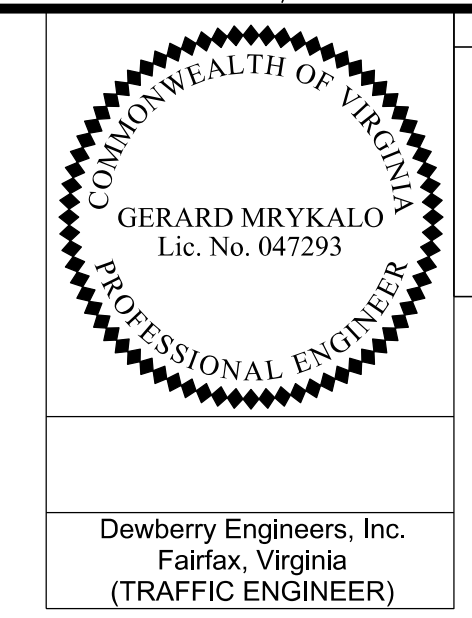 COMMONWEALTH OF VIRGINIA
GERARD MRYKALO
Lic. No. 047293
PROFESSIONAL ENGINEER
Dewberry Engineers, Inc.
Fairfax, Virginia
(TRAFFIC ENGINEER)